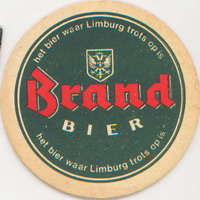 het bier waar Limburg trots op is
Brand
BIER
het bier waar Limburg trots op is